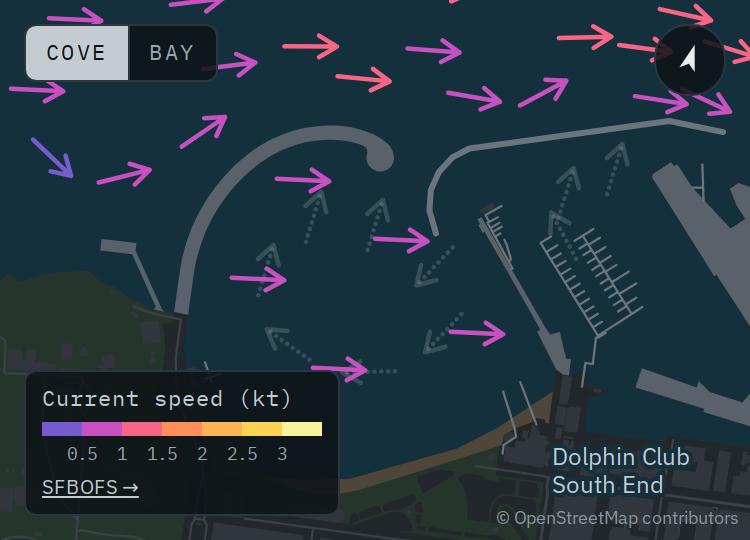 COVE BAY
Current speed (kt)
0.5 1 1.5 2 2.5 3
SFBOFS →
Dolphin Club
South End
© OpenStreetMap contributors